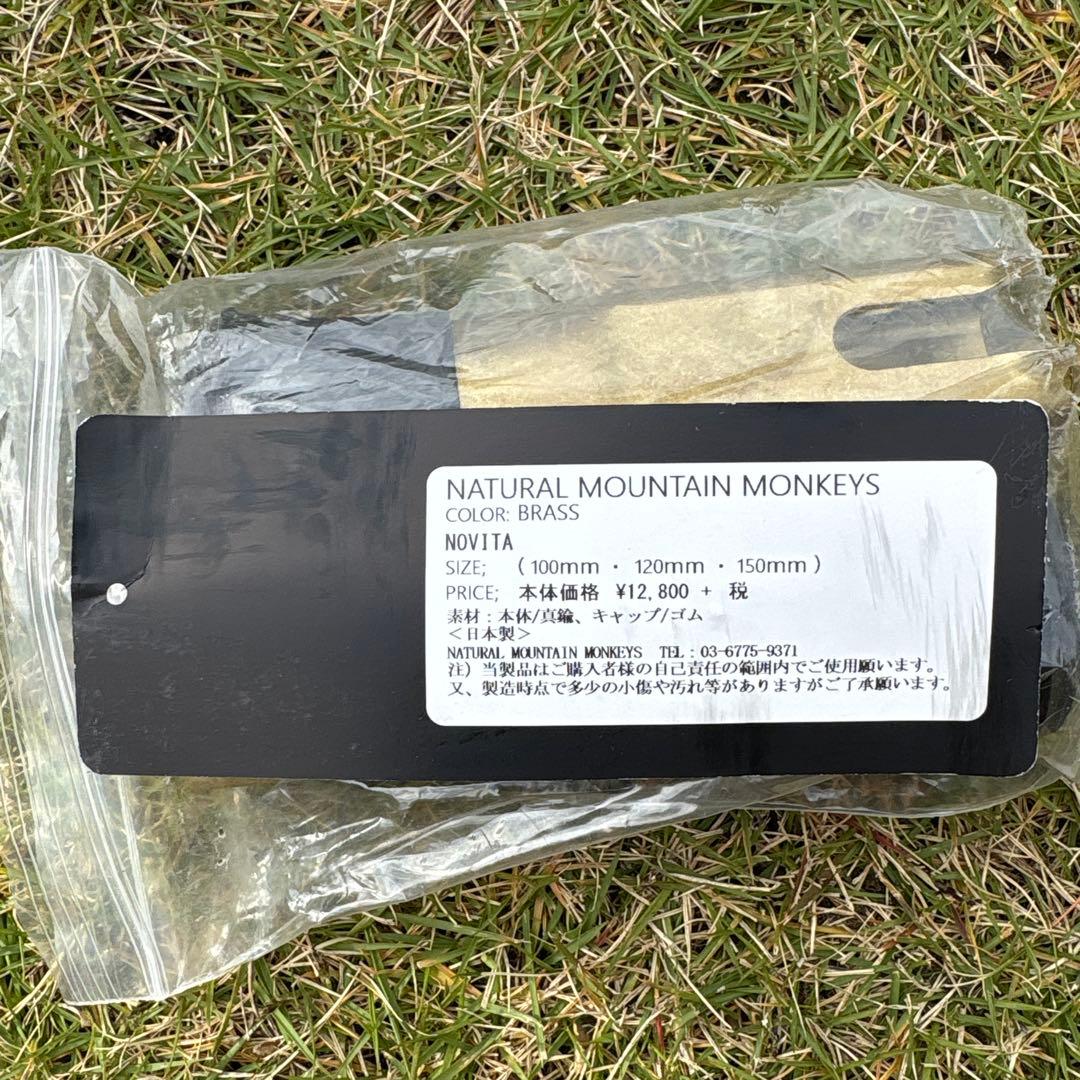 NATURAL MOUNTAIN MONKEYS
COLOR: BRASS
NOVITA
SIZE; (100mm ・ 120mm ・ 150mm)
PRICE; 本体価格 ¥12,800 + 税
素材：本体/真鍮、キャップ/ゴム
＜日本製＞
NATURAL MOUNTAIN MONKEYS TEL：03-6775-9371
注）当製品はご購入者様の自己責任の範囲内でご使用願います。
又、製造時点で多少の小傷や汚れ等がありますがご了承願います。